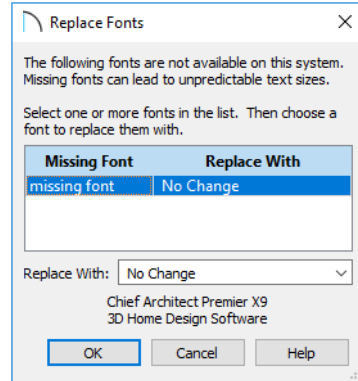 Replace Fonts
The following fonts are not available on this system.
Missing fonts can lead to unpredictable text sizes.
Select one or more fonts in the list. Then choose a
font to replace them with.
Missing Font Replace With
missing font No Change
Replace With: No Change
Chief Architect Premier X9
3D Home Design Software
OK Cancel Help